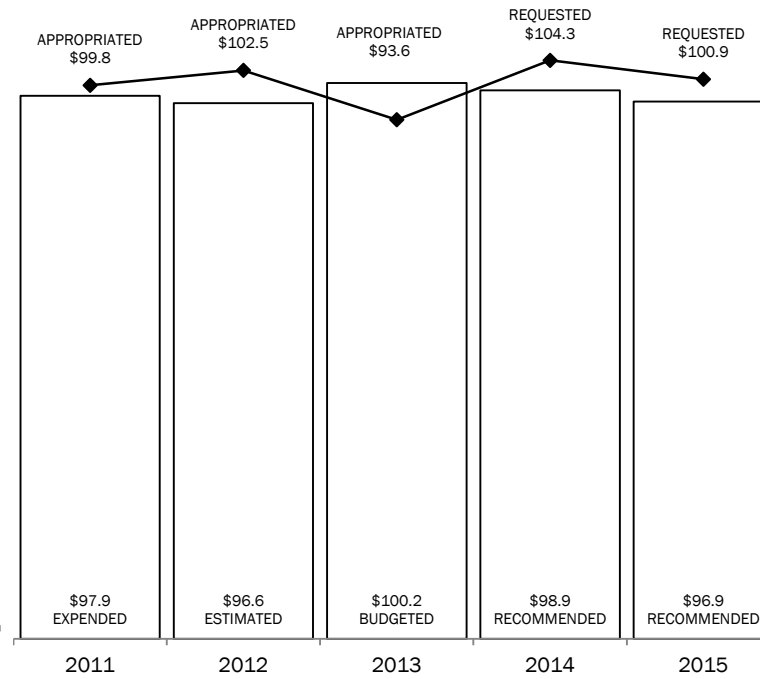 APPROPRIATED
$99.8
APPROPRIATED
$102.5
APPROPRIATED
$93.6
REQUESTED
$104.3
REQUESTED
$100.9
$97.9
EXPENDED
$96.6
ESTIMATED
$100.2
BUDGETED
$98.9
RECOMMENDED
$96.9
RECOMMENDED
2011
2012
2013
2014
2015